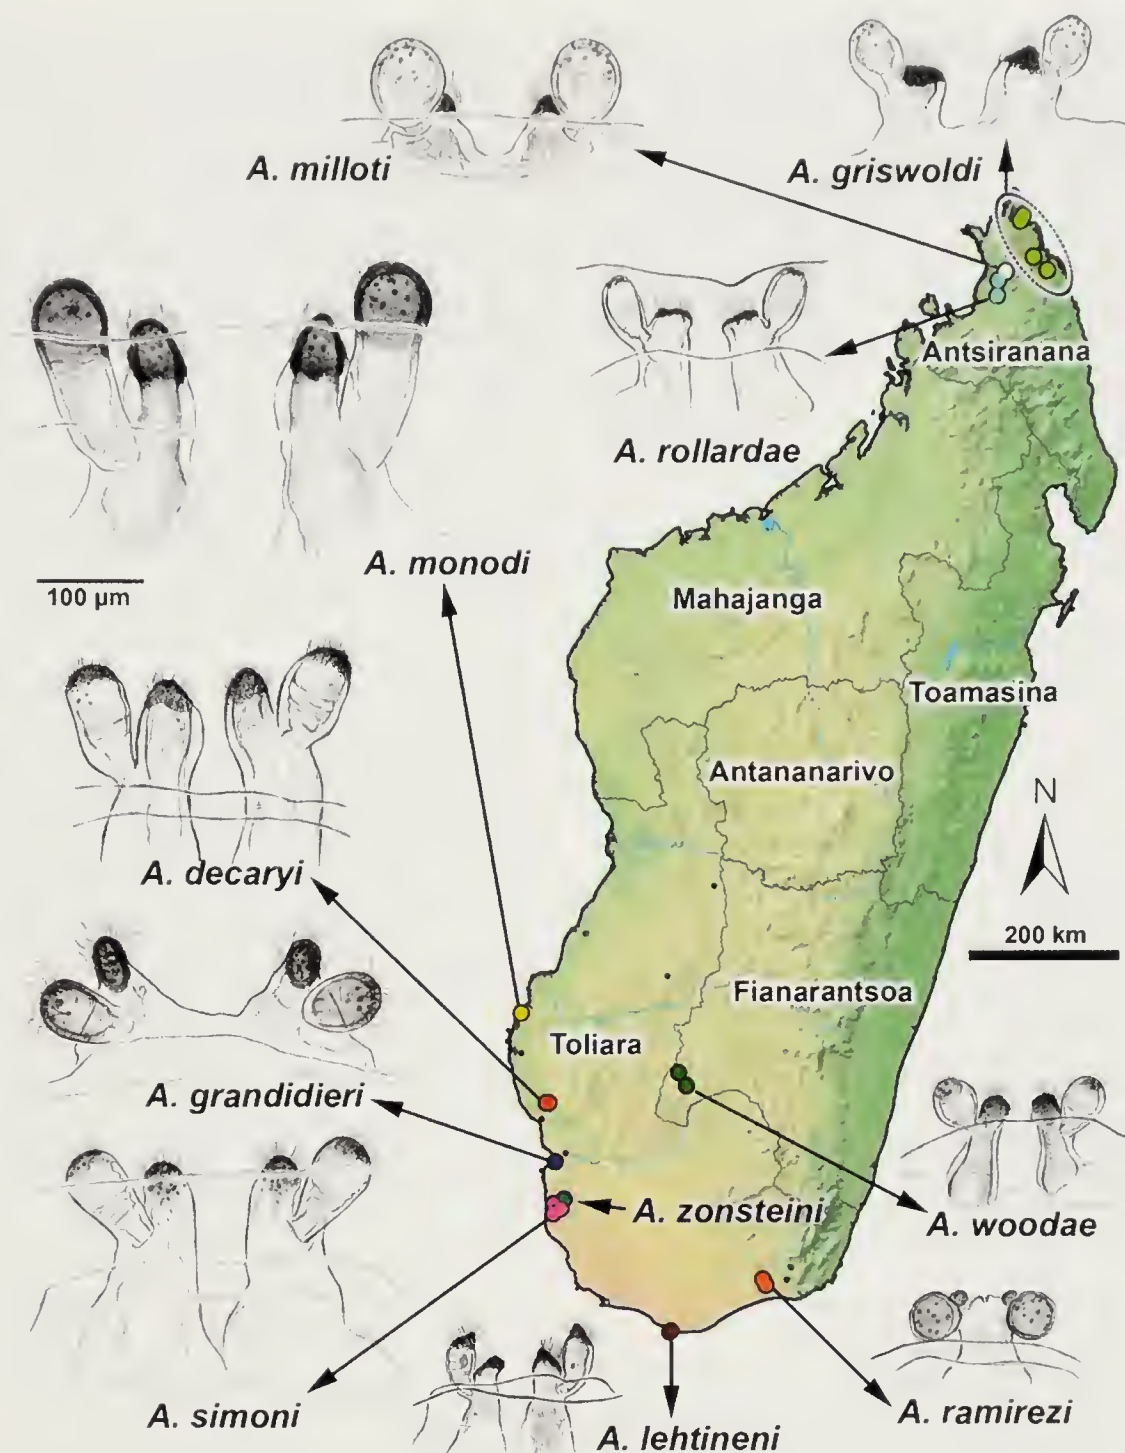 A. milloti
A. griswoldi
Antsiranana
A. rollardae
A. monodi
100 µm
Mahajanga
Toamasina
Antananarivo
N
A. decaryi
200 km
Fianarantsoa
Toliara
A. grandidieri
A. zonsteini
A. woodae
A. simoni
A. lehtineni
A. ramirezi